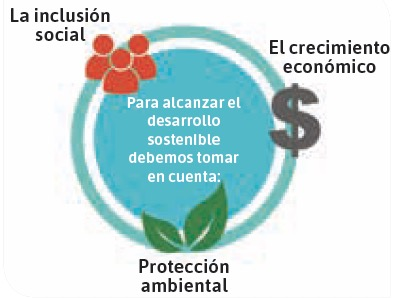 La inclusión
social
El crecimiento
económico
$
Para alcanzar el
desarrollo
sostenible
debemos tomar
en cuenta:
Protección
ambiental